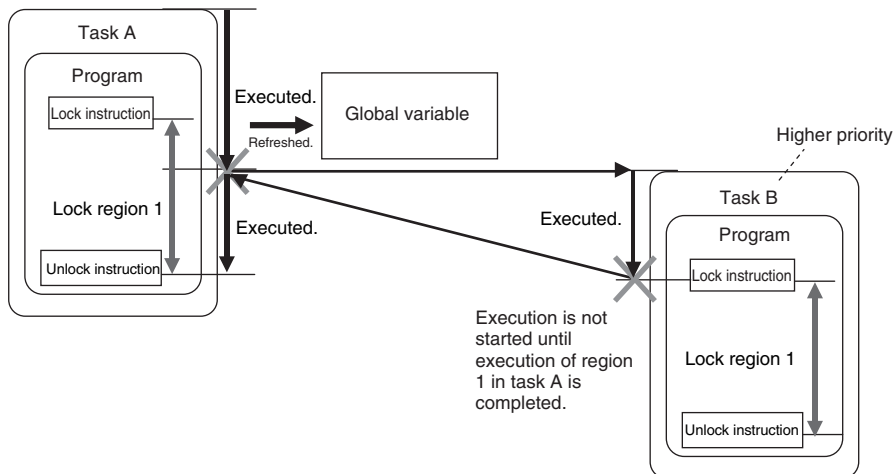 Task A
Program
Lock instruction
Lock region 1
Unlock instruction
Executed.
Refreshed.
Global variable
Executed.
Higher priority
Task B
Program
Executed.
Lock instruction
Lock region 1
Unlock instruction
Execution is not
started until
execution of region
1 in task A is
completed.